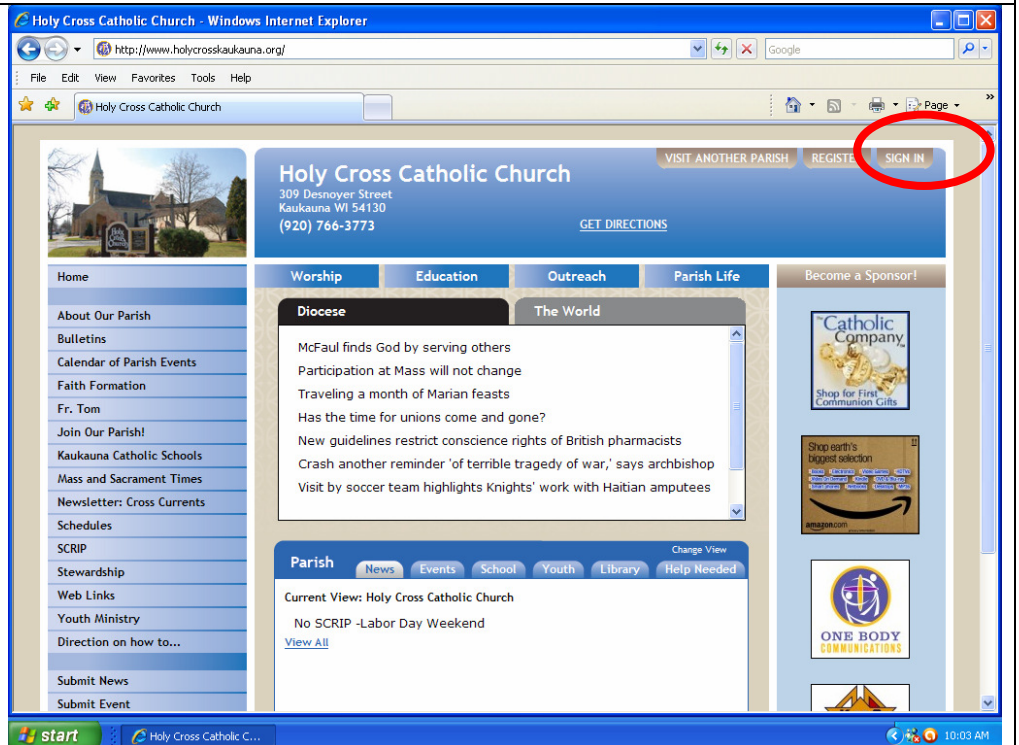 Holy Cross Catholic Church - Windows Internet Explorer
http://www.holycrosskaukauna.org/
Google
File Edit View Favorites Tools Help
Holy Cross Catholic Church
Page
VISIT ANOTHER PARISH REGISTE SIGN IN
Holy Cross Catholic Church
309 Desnoyer Street
Kaukauna WI 54130
(920) 766-3773
GET DIRECTIONS
Home
Worship Education Outreach Parish Life
Become a Sponsor!
About Our Parish
Bulletins
Calendar of Parish Events
Faith Formation
Fr. Tom
Join Our Parish!
Kaukauna Catholic Schools
Mass and Sacrament Times
Newsletter: Cross Currents
Schedules
SCRIP
Stewardship
Web Links
Youth Ministry
Direction on how to...
Submit News
Submit Event
Diocese The World
McFaul finds God by serving others
Participation at Mass will not change
Traveling a month of Marian feasts
Has the time for unions come and gone?
New guidelines restrict conscience rights of British pharmacists
Crash another reminder 'of terrible tragedy of war,' says archbishop
Visit by soccer team highlights Knights' work with Haitian amputees
Change View
Parish News Events School Youth Library Help Needed
Current View: Holy Cross Catholic Church
No SCRIP -Labor Day Weekend
View All
The Catholic
Company
Shop for First
Communion Gifts
Shop earth's
biggest selection
amazon.com
ONE BODY
COMMUNICATIONS
start Holy Cross Catholic C... 10:03 AM